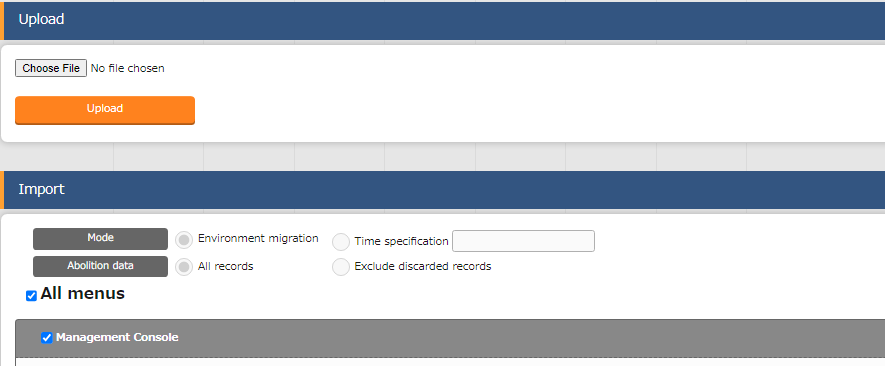 Upload
Choose File No file chosen
Upload
Import
Mode Environment migration Time specification
Abolition data All records Exclude discarded records
All menus
Management Console